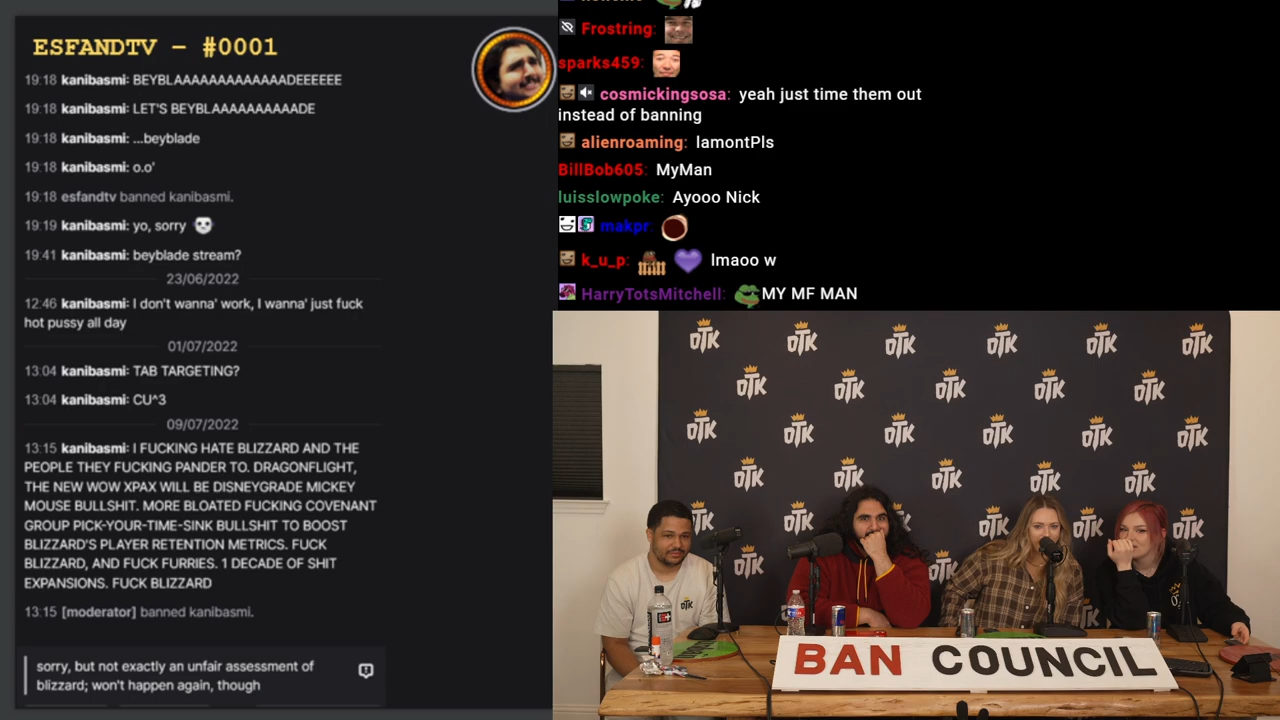 ESFANDTV – #0001
19:18 kanibasmi: BEYBLAAAAAAAAAAAAADEEEEEE
19:18 kanibasmi: LET'S BEYBLAAAAAAAAAADE
19:18 kanibasmi: ...beyblade
19:18 kanibasmi: o.o'
19:18 esfandtv banned kanibasmi.
19:19 kanibasmi: yo, sorry
19:41 kanibasmi: beyblade stream?
23/06/2022
12:46 kanibasmi: I don't wanna' work, I wanna' just fuck
hot pussy all day
01/07/2022
13:04 kanibasmi: TAB TARGETING?
13:04 kanibasmi: CU^3
09/07/2022
13:15 kanibasmi: I FUCKING HATE BLIZZARD AND THE
PEOPLE THEY FUCKING PANDER TO. DRAGONFLIGHT,
THE NEW WOW XPAX WILL BE DISNEYGRADE MICKEY
MOUSE BULLSHIT. MORE BLOATED FUCKING COVENANT
GROUP PICK-YOUR-TIME-SINK BULLSHIT TO BOOST
BLIZZARD'S PLAYER RETENTION METRICS. FUCK
BLIZZARD, AND FUCK FURRIES. 1 DECADE OF SHIT
EXPANSIONS. FUCK BLIZZARD
13:15 [moderator] banned kanibasmi.
sorry, but not exactly an unfair assessment of
blizzard; won't happen again, though
Frostring:
sparks459:
cosmickingsosa: yeah just time them out
instead of banning
alienroaming: lamontPls
BillBob605: MyMan
luisslowpoke: Ayooo Nick
makpr:
k_u_p: lmaoo w
HarryTotsMitchell: MY MF MAN
OTK
BAN COUNCIL